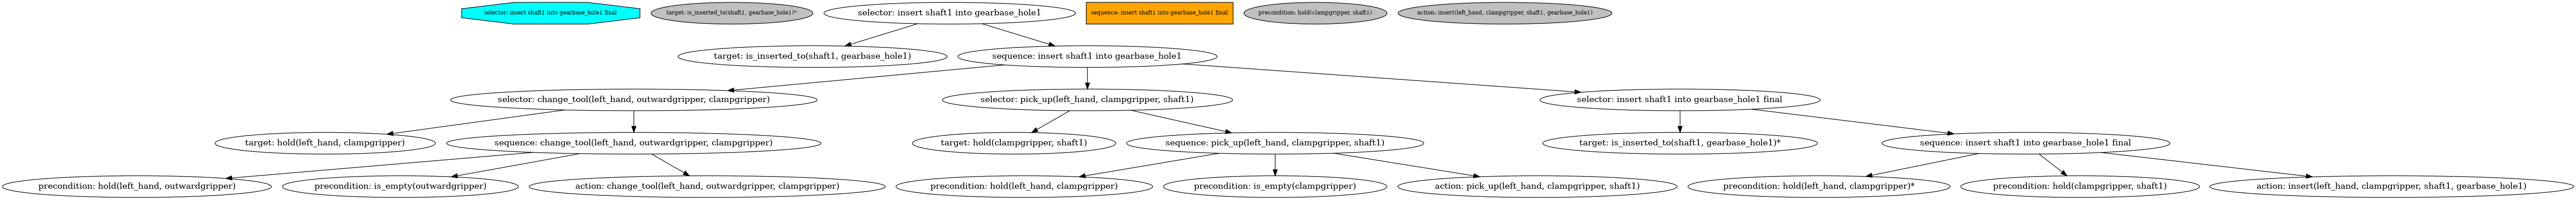 selector: insert shaft1 into gearbase_hole1 final
target: is_inserted_to(shaft1, gearbase_hole1)*
selector: insert shaft1 into gearbase_hole1
sequence: insert shaft1 into gearbase_hole1 final
precondition: hold(clampgripper, shaft1)
action: insert(left_hand, clampgripper, shaft1, gearbase_hole1)
target: is_inserted_to(shaft1, gearbase_hole1)
sequence: insert shaft1 into gearbase_hole1
selector: change_tool(left_hand, outwardgripper, clampgripper)
selector: pick_up(left_hand, clampgripper, shaft1)
selector: insert shaft1 into gearbase_hole1 final
target: hold(left_hand, clampgripper)
sequence: change_tool(left_hand, outwardgripper, clampgripper)
target: hold(clampgripper, shaft1)
sequence: pick_up(left_hand, clampgripper, shaft1)
target: is_inserted_to(shaft1, gearbase_hole1)*
sequence: insert shaft1 into gearbase_hole1 final
precondition: hold(left_hand, outwardgripper)
precondition: is_empty(outwardgripper)
action: change_tool(left_hand, outwardgripper, clampgripper)
precondition: hold(left_hand, clampgripper)
precondition: is_empty(clampgripper)
action: pick_up(left_hand, clampgripper, shaft1)
precondition: hold(left_hand, clampgripper)*
precondition: hold(clampgripper, shaft1)
action: insert(left_hand, clampgripper, shaft1, gearbase_hole1)